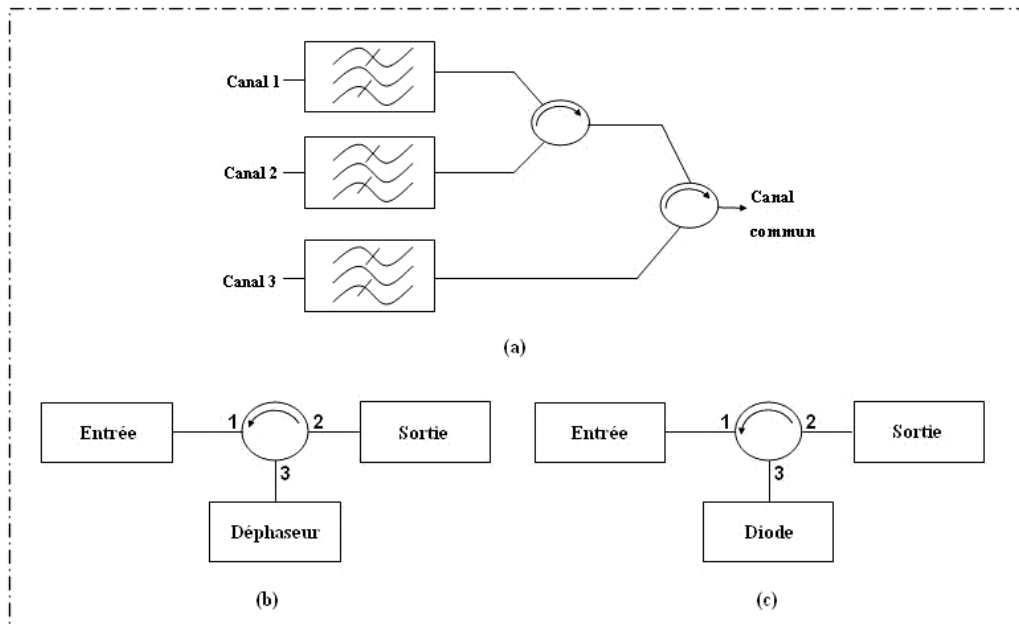 Canal 1
Canal 2
Canal
commun
Canal 3
(a)
Entrée
1
2
Sortie
3
Déphaseur
(b)
Entrée
1
2
Sortie
3
Diode
(c)